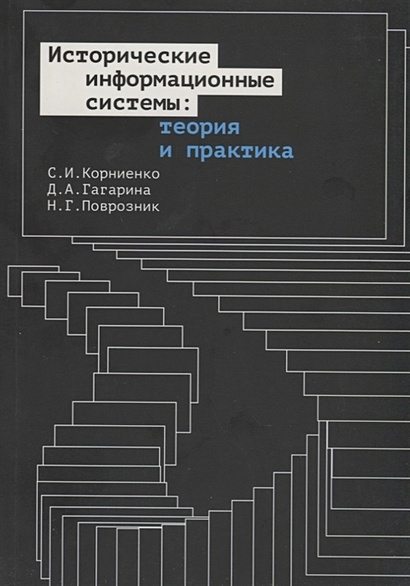 Исторические
информационные
системы:
теория
и практика
С.И.Корниенко
Д.А.Гагарина
Н.Г.Поврозник